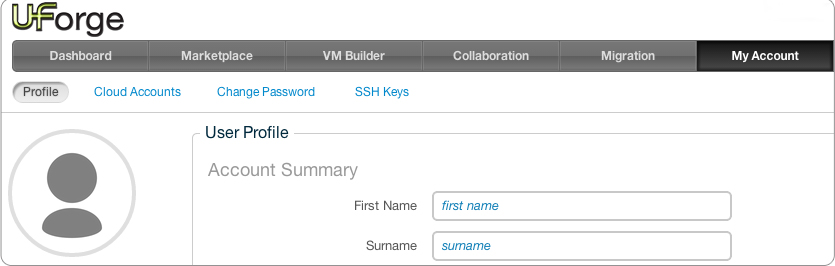 UForge
Dashboard Marketplace VM Builder Collaboration Migration My Account
Profile Cloud Accounts Change Password SSH Keys
User Profile
Account Summary
First Name first name
Surname surname